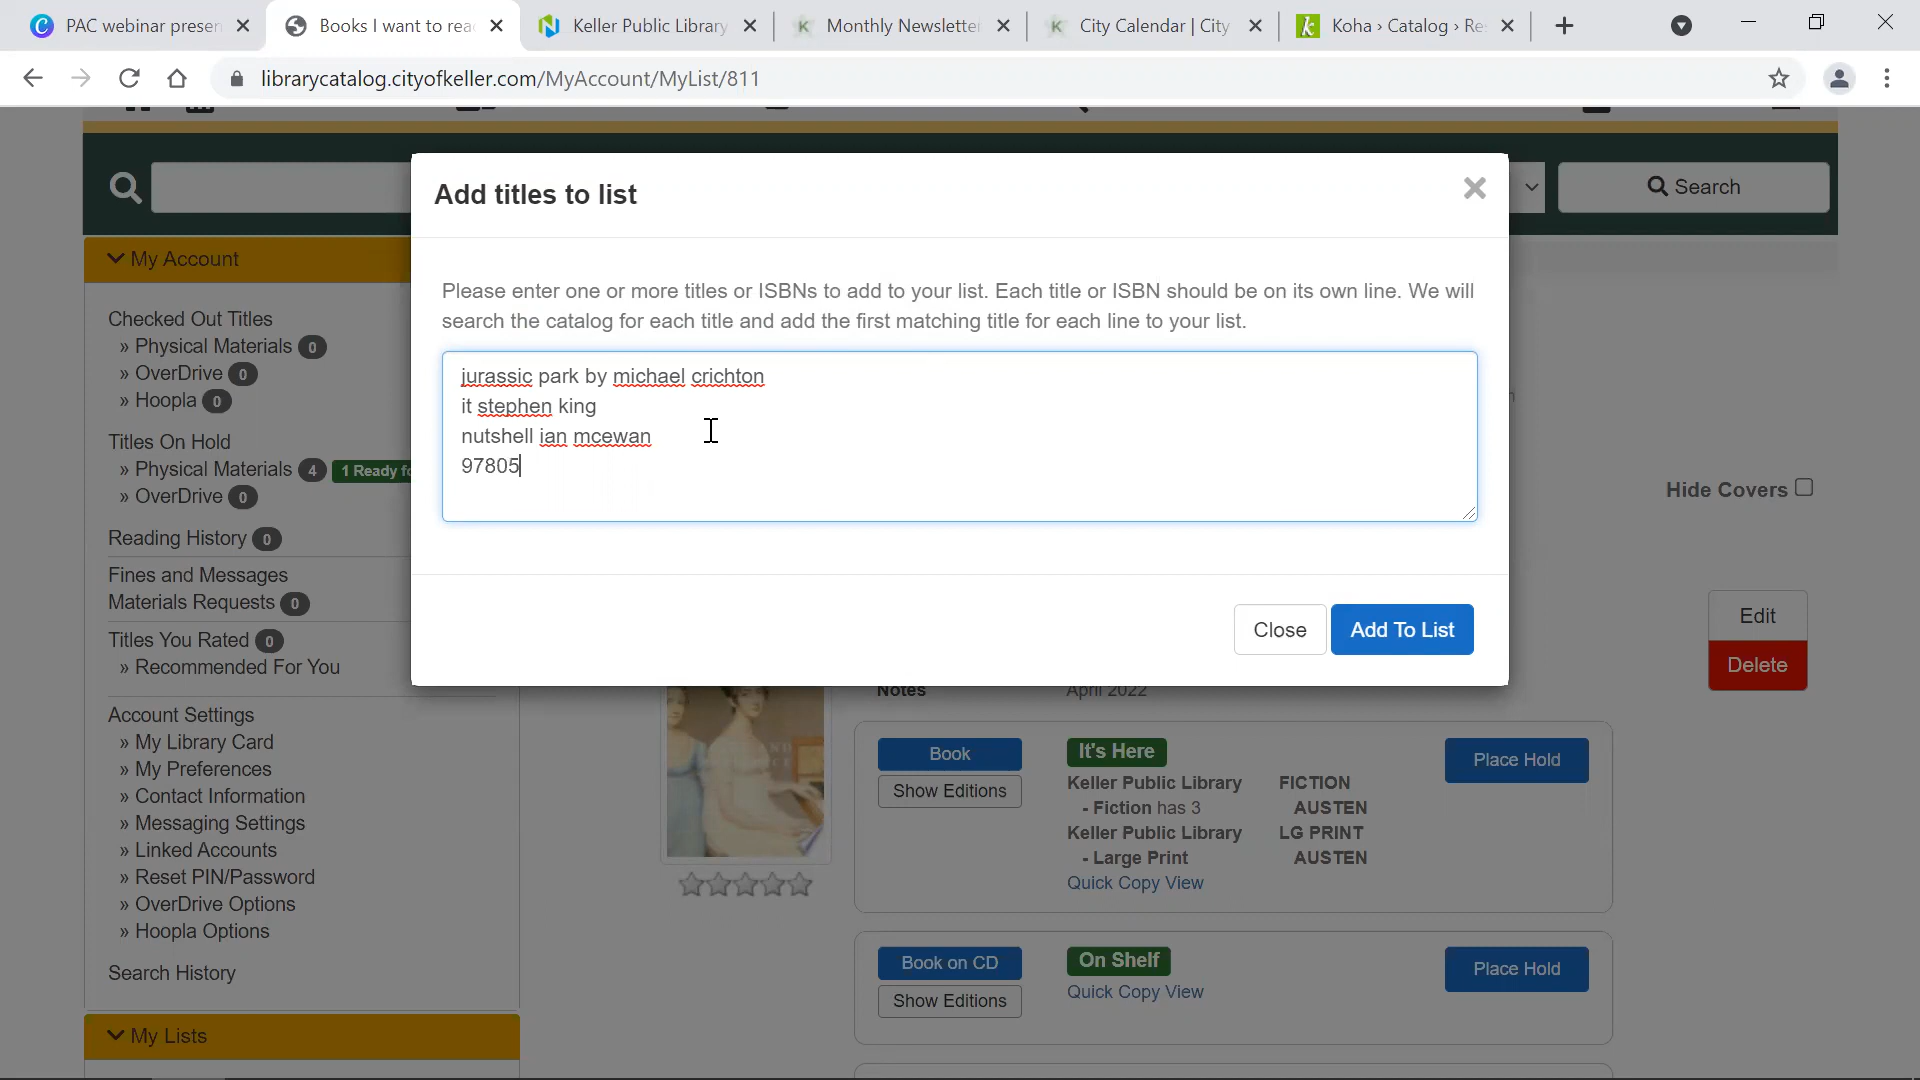 PAC webinar presen
Books I want to rea
Keller Public Library
Monthly Newsletter
City Calendar | City
Koha › Catalog › Re
librarycatalog.cityofkeller.com/MyAccount/MyList/811
Search
Add titles to list
Please enter one or more titles or ISBNs to add to your list. Each title or ISBN should be on its own line. We will
search the catalog for each title and add the first matching title for each line to your list.
jurassic park by michael crichton
it stephen king
nutshell ian mcewan
97805
Close
Add To List
My Account
Checked Out Titles
» Physical Materials 0
» OverDrive 0
» Hoopla 0
Titles On Hold
» Physical Materials 4 1 Ready fo
» OverDrive 0
Reading History 0
Fines and Messages
Materials Requests 0
Titles You Rated 0
» Recommended For You
Account Settings
» My Library Card
» My Preferences
» Contact Information
» Messaging Settings
» Linked Accounts
» Reset PIN/Password
» OverDrive Options
» Hoopla Options
Search History
My Lists
Hide Covers
Edit
Delete
Notes April 2022
Book
Show Editions
It's Here
Keller Public Library FICTION
- Fiction has 3 AUSTEN
Keller Public Library LG PRINT
- Large Print AUSTEN
Quick Copy View
Place Hold
Book on CD
Show Editions
On Shelf
Quick Copy View
Place Hold